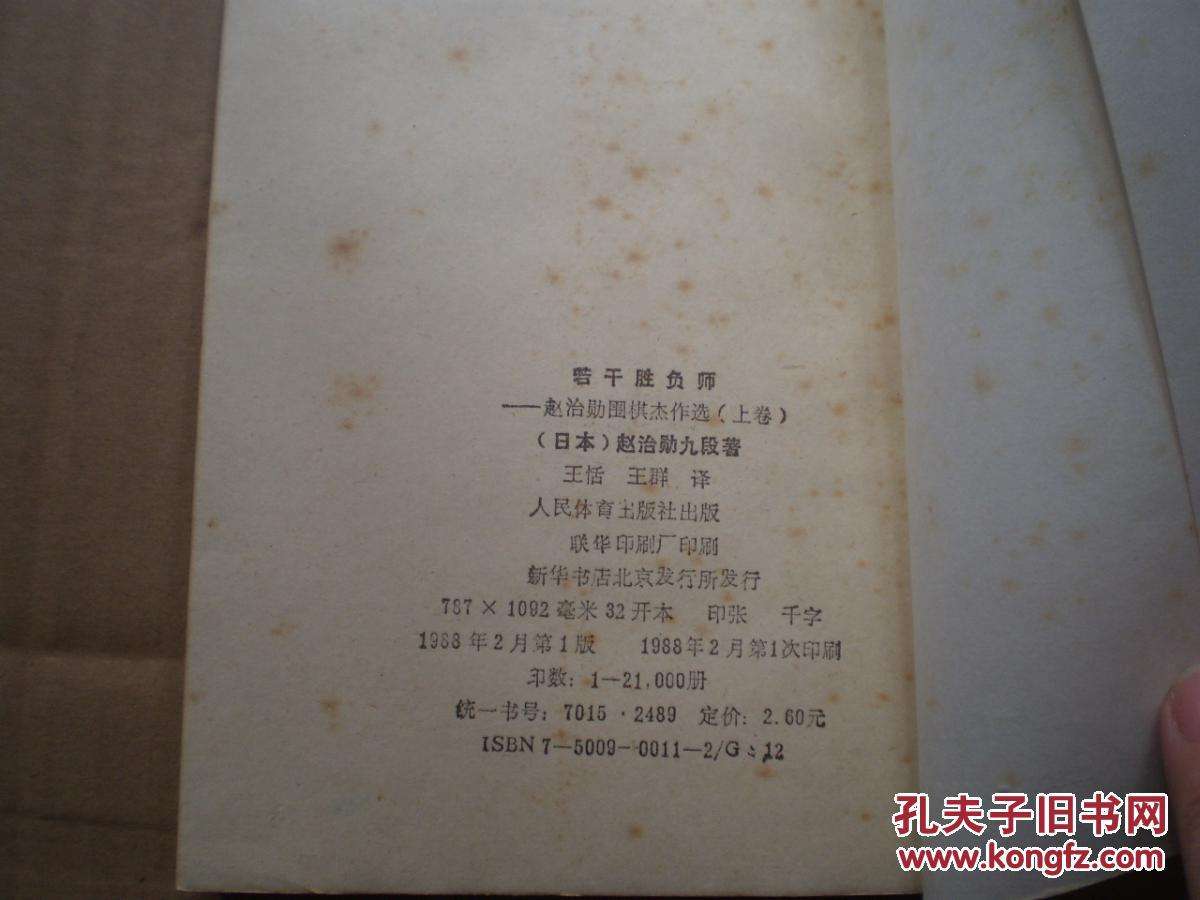 若干胜负师
——赵治勋围棋杰作选（上卷）
（日本）赵治勋九段著
王恬 王群 译
人民体育出版社出版
联华印刷厂印刷
新华书店北京发行所发行
787×1092毫米32开本 印张 千字
1988年2月第1版 1988年2月第1次印刷
印数：1—21,000册
统一书号：7015·2489 定价：2.60元
ISBN 7—5009—0011—2/G：12
孔夫子旧书网
www.kongfz.com